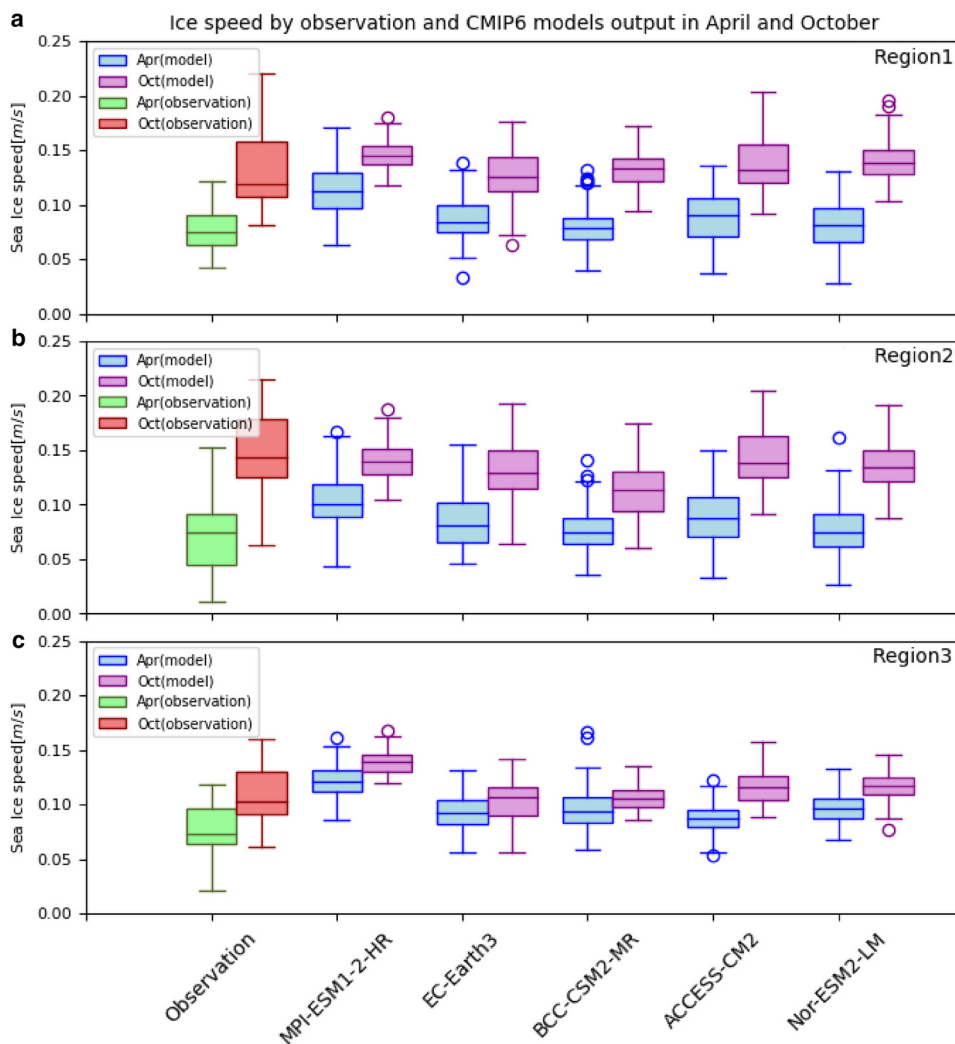 a
Ice speed by observation and CMIP6 models output in April and October
Region1
Apr(model)
Oct(model)
Apr(observation)
Oct(observation)
Sea Ice speed[m/s]
0.25
0.20
0.15
0.10
0.05
0.00
b
Region2
Apr(model)
Oct(model)
Apr(observation)
Oct(observation)
Sea Ice speed[m/s]
0.25
0.20
0.15
0.10
0.05
0.00
c
Region3
Apr(model)
Oct(model)
Apr(observation)
Oct(observation)
Sea Ice speed[m/s]
0.25
0.20
0.15
0.10
0.05
0.00
Observation
MPI-ESM1-2-HR
EC-Earth3
BCC-CSM2-MR
ACCESS-CM2
Nor-ESM2-LM